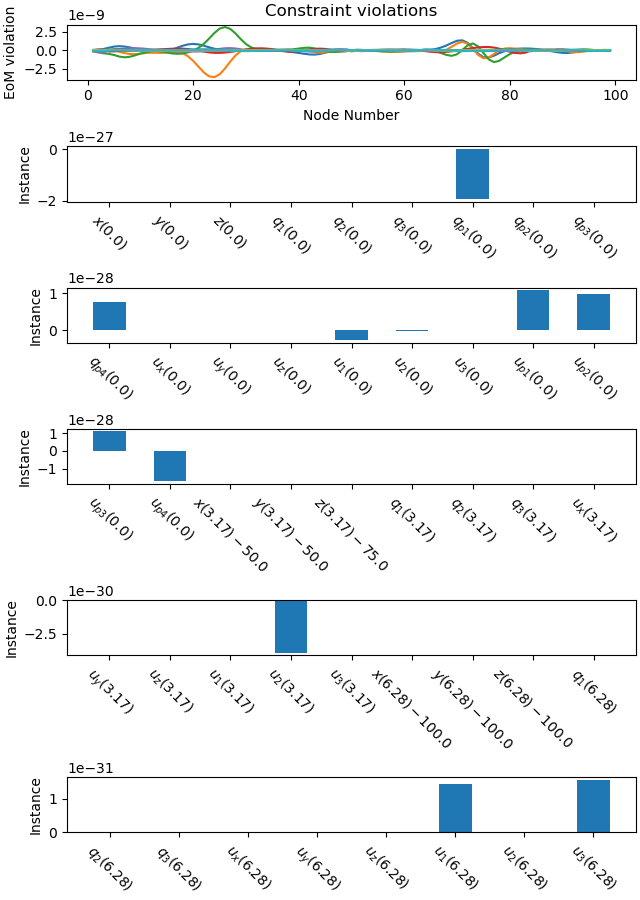 Constraint violations
1e−9
EoM violation
2.5
0.0
−2.5
0 20 40 60 80 100
Node Number
1e−27
Instance
0
−2
x(0.0) y(0.0) z(0.0) q1(0.0) q2(0.0) q3(0.0) qp1(0.0) qp2(0.0) qp3(0.0)
1e−28
Instance
1
0
qp4(0.0) ux(0.0) uy(0.0) uz(0.0) u1(0.0) u2(0.0) u3(0.0) up1(0.0) up2(0.0)
1e−28
Instance
1
0
−1
up3(0.0) up4(0.0) x(3.17) − 50.0 y(3.17) − 50.0 z(3.17) − 75.0 q1(3.17) q2(3.17) q3(3.17) ux(3.17)
1e−30
Instance
0.0
−2.5
uy(3.17) uz(3.17) u1(3.17) u2(3.17) u3(3.17) x(6.28) − 100.0 y(6.28) − 100.0 z(6.28) − 100.0 q1(6.28)
1e−31
Instance
1
0
q2(6.28) q3(6.28) ux(6.28) uy(6.28) uz(6.28) u1(6.28) u2(6.28) u3(6.28)